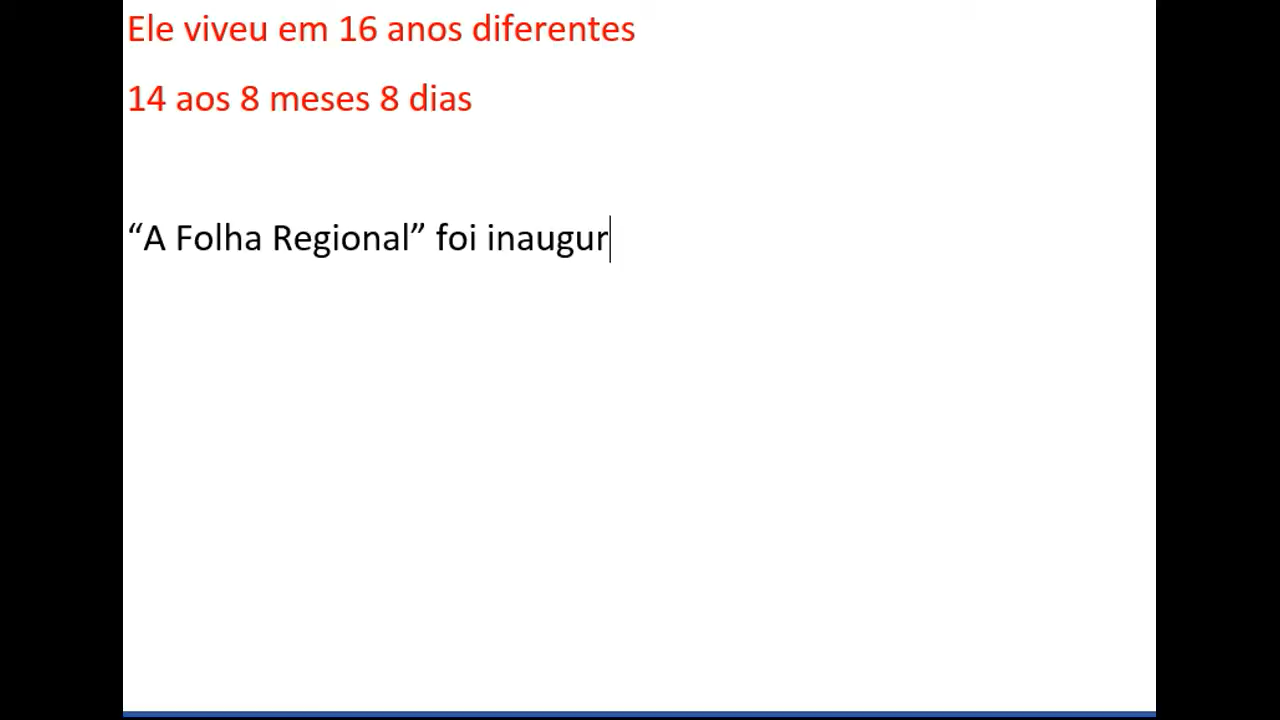 Ele viveu em 16 anos diferentes
14 aos 8 meses 8 dias
“A Folha Regional” foi inaugur